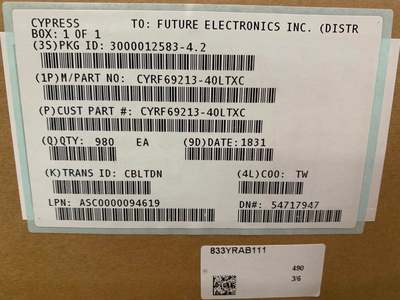 CYPRESS TO: FUTURE ELECTRONICS INC. (DISTR
BOX: 1 OF 1
(3S)PKG ID: 3000012583-4.2
(1P)M/PART NO: CYRF69213-40LTXC
(P)CUST PART #: CYRF69213-40LTXC
(Q)QTY: 980 EA (9D)DATE:1831
(K)TRANS ID: CBLTDN (4L)COO: TW
LPN: ASC0000094619 DN#: 54717947
833YRAB111
490
3/6